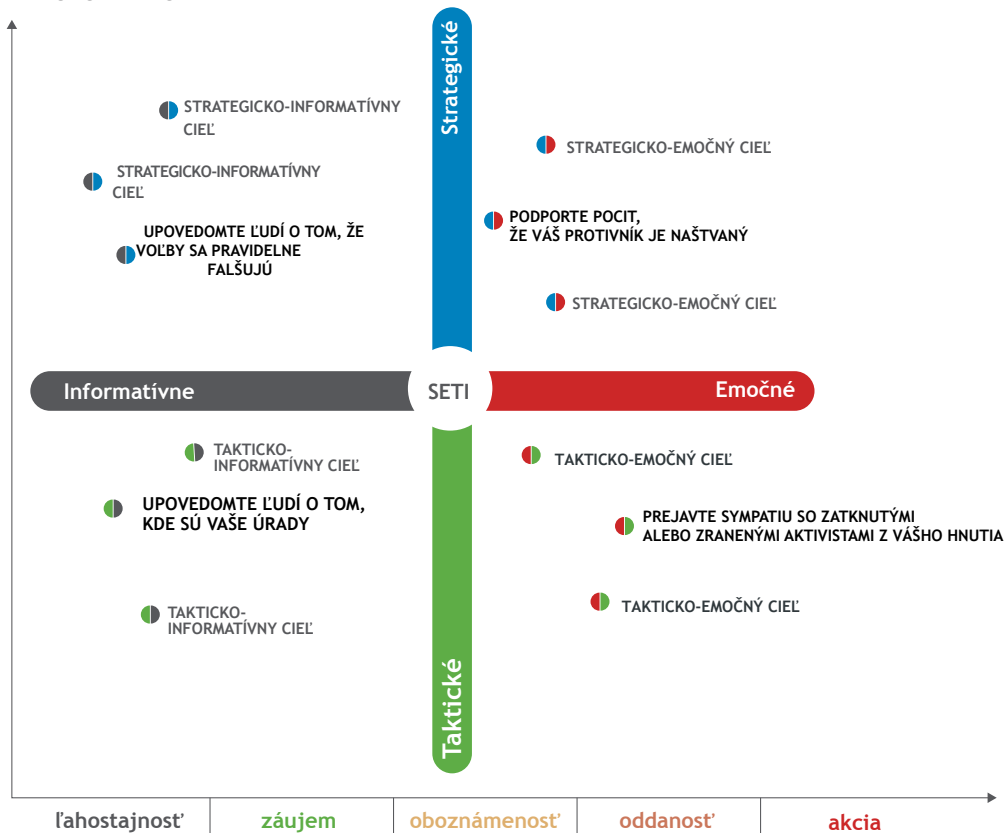 Strategické
STRATEGICKO-INFORMATÍVNY
CIEĽ
STRATEGICKO-INFORMATÍVNY
CIEĽ
UPOVEDOMTE ĽUDÍ O TOM, ŽE
VOĽBY SA PRAVIDELNE
FALŠUJÚ
STRATEGICKO-EMOČNÝ CIEĽ
PODPORTE POCIT,
ŽE VÁŠ PROTIVNÍK JE NAŠTVANÝ
STRATEGICKO-EMOČNÝ CIEĽ
Informatívne
SETI
Emočné
TAKTICKO-
INFORMATÍVNY CIEĽ
UPOVEDOMTE ĽUDÍ O TOM,
KDE SÚ VAŠE ÚRADY
TAKTICKO-
INFORMATÍVNY CIEĽ
TAKTICKO-EMOČNÝ CIEĽ
PREJAVTE SYMPATIU SO ZATKNUTÝMI
ALEBO ZRANENÝMI AKTIVISTAMI Z VÁŠHO HNUTIA
TAKTICKO-EMOČNÝ CIEĽ
Taktické
ľahostajnosť
záujem
oboznámenosť
oddanosť
akcia